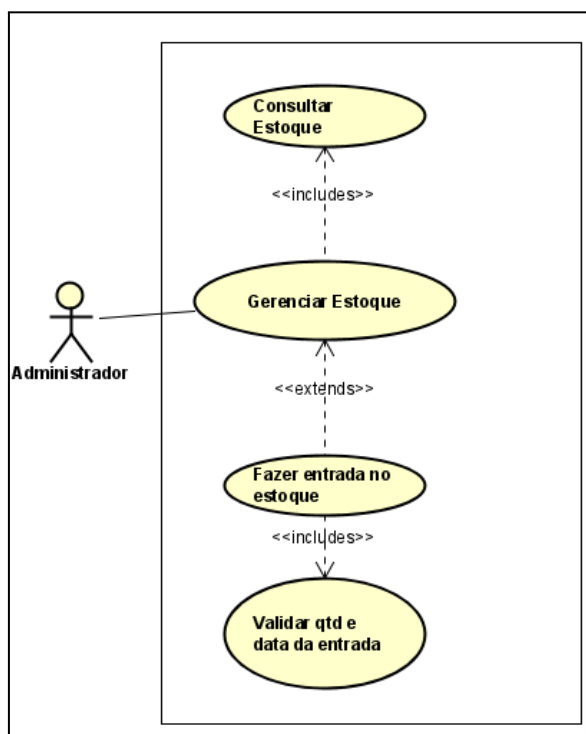 Consultar
Estoque
<<includes>>
Gerenciar Estoque
Administrador
<<extends>>
Fazer entrada no
estoque
<<includes>>
Validar qtd e
data da entrada